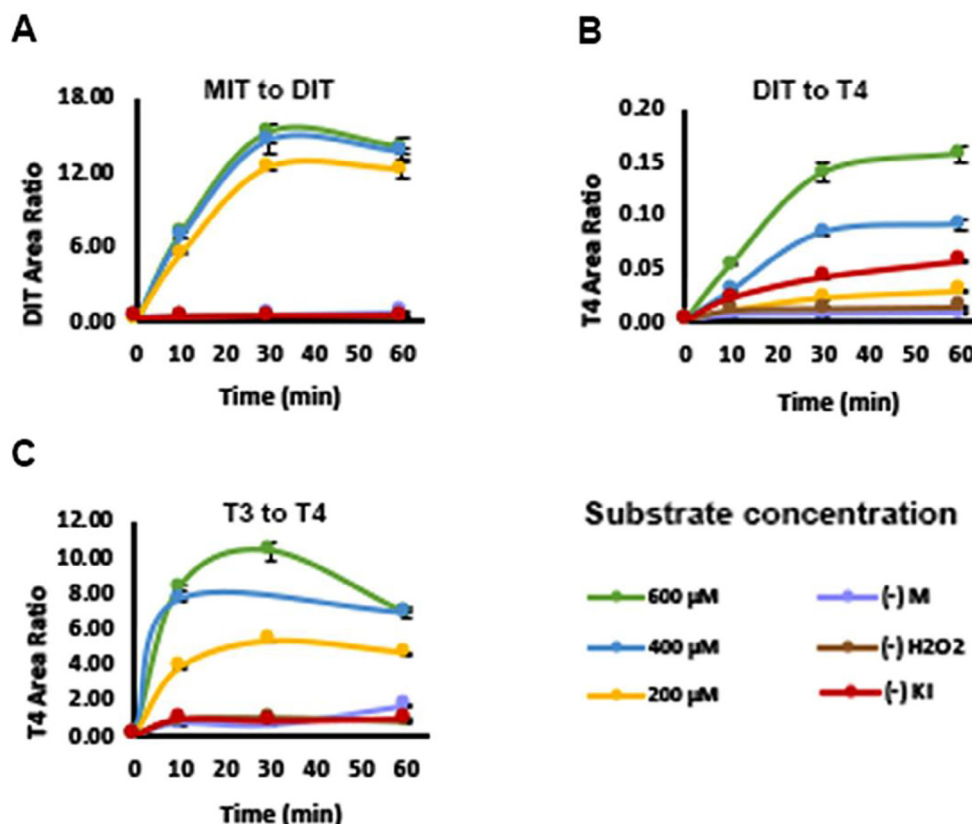 A
MIT to DIT
DIT Area Ratio
18.00
12.00
6.00
0.00
0 10 20 30 40 50 60
Time (min)
B
DIT to T4
T4 Area Ratio
0.20
0.15
0.10
0.05
0.00
0 10 20 30 40 50 60
Time (min)
C
T3 to T4
T4 Area Ratio
12.00
10.00
8.00
6.00
4.00
2.00
0.00
0 10 20 30 40 50 60
Time (min)
Substrate concentration
600 μM
400 μM
200 μM
(-) M
(-) H2O2
(-) KI